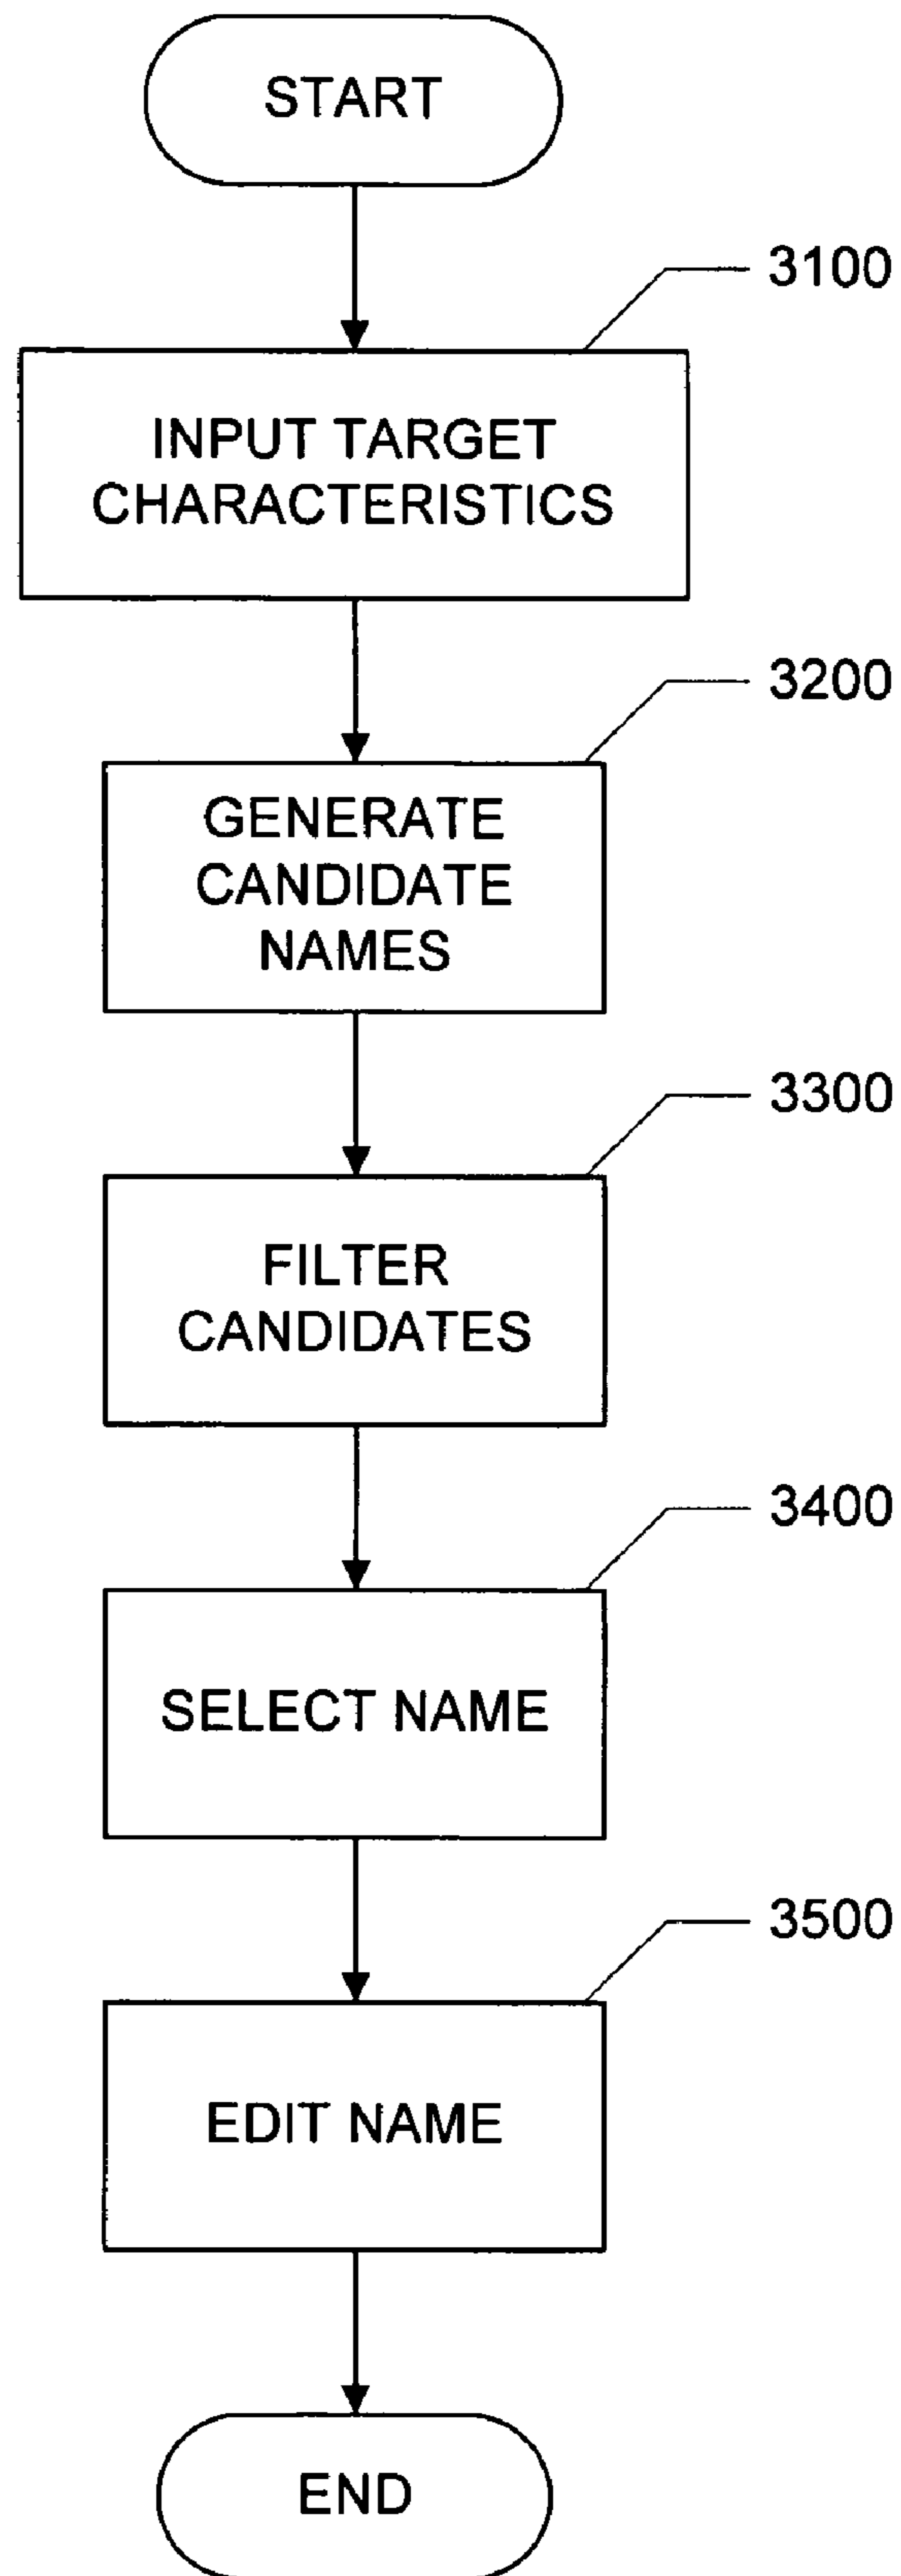 START
3100
INPUT TARGET
CHARACTERISTICS
3200
GENERATE
CANDIDATE
NAMES
3300
FILTER
CANDIDATES
3400
SELECT NAME
3500
EDIT NAME
END